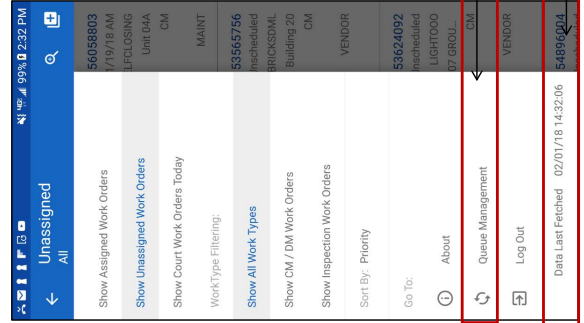 99% 2:32 PM
Unassigned
All
Show Assigned Work Orders
Show Unassigned Work Orders
Show Court Work Orders Today
WorkType Filtering:
Show All Work Types
Show CM / DM Work Orders
Show Inspection Work Orders
Sort By: Priority
Go To:
About
Queue Management
Log Out
Data Last Fetched 02/01/18 14:32:06
56058803
1/19/18 AM
ELFCLOSING
Unit 04A
CM
MAINT
53565756
nscheduled
BRICKSDML
Building 20
CM
VENDOR
53624092
nscheduled
LIGHTOOO
07 GROU...
CM
VENDOR
54896004